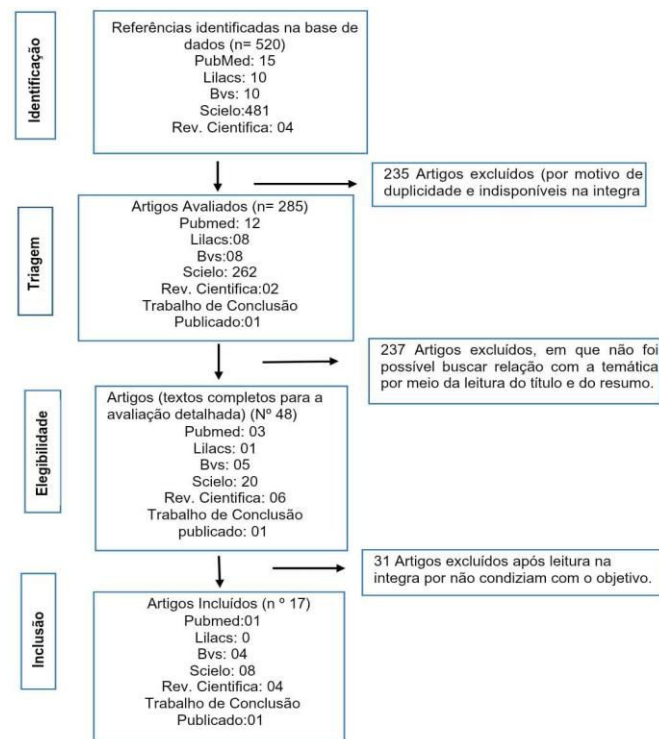 Identificação
Referências identificadas na base de
dados (n= 520)
PubMed: 15
Lilacs: 10
Bvs: 10
Scielo:481
Rev. Cientifica: 04
235 Artigos excluídos (por motivo de
duplicidade e indisponíveis na integra
Triagem
Artigos Avaliados (n= 285)
Pubmed: 12
Lilacs:08
Bvs:08
Scielo: 262
Rev. Cientifica:02
Trabalho de Conclusão
Publicado:01
237 Artigos excluídos, em que não foi
possível buscar relação com a temática
por meio da leitura do título e do resumo.
Elegibilidade
Artigos (textos completos para a
avaliação detalhada) (Nº 48)
Pubmed: 03
Lilacs: 01
Bvs: 05
Scielo: 20
Rev. Cientifica: 06
Trabalho de Conclusão
publicado: 01
31 Artigos excluídos após leitura na
integra por não condiziam com o objetivo.
Inclusão
Artigos Incluídos (n º 17)
Pubmed:01
Lilacs: 0
Bvs: 04
Scielo: 08
Rev. Cientifica: 04
Trabalho de Conclusão
Publicado:01